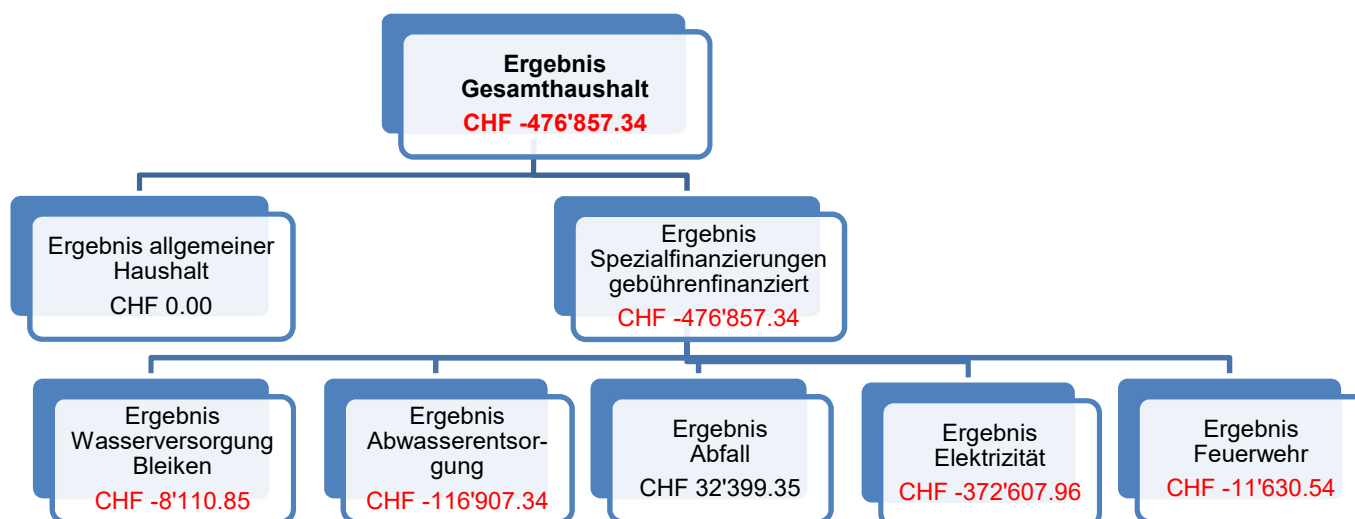 Ergebnis
Gesamthaushalt
CHF -476'857.34
Ergebnis allgemeiner
Haushalt
CHF 0.00
Ergebnis
Spezialfinanzierungen
gebührenfinanziert
CHF -476'857.34
Ergebnis
Wasserversorgung
Bleiken
CHF -8'110.85
Ergebnis
Abwasserentsor-
gung
CHF -116'907.34
Ergebnis
Abfall
CHF 32'399.35
Ergebnis
Elektrizität
CHF -372'607.96
Ergebnis
Feuerwehr
CHF -11'630.54